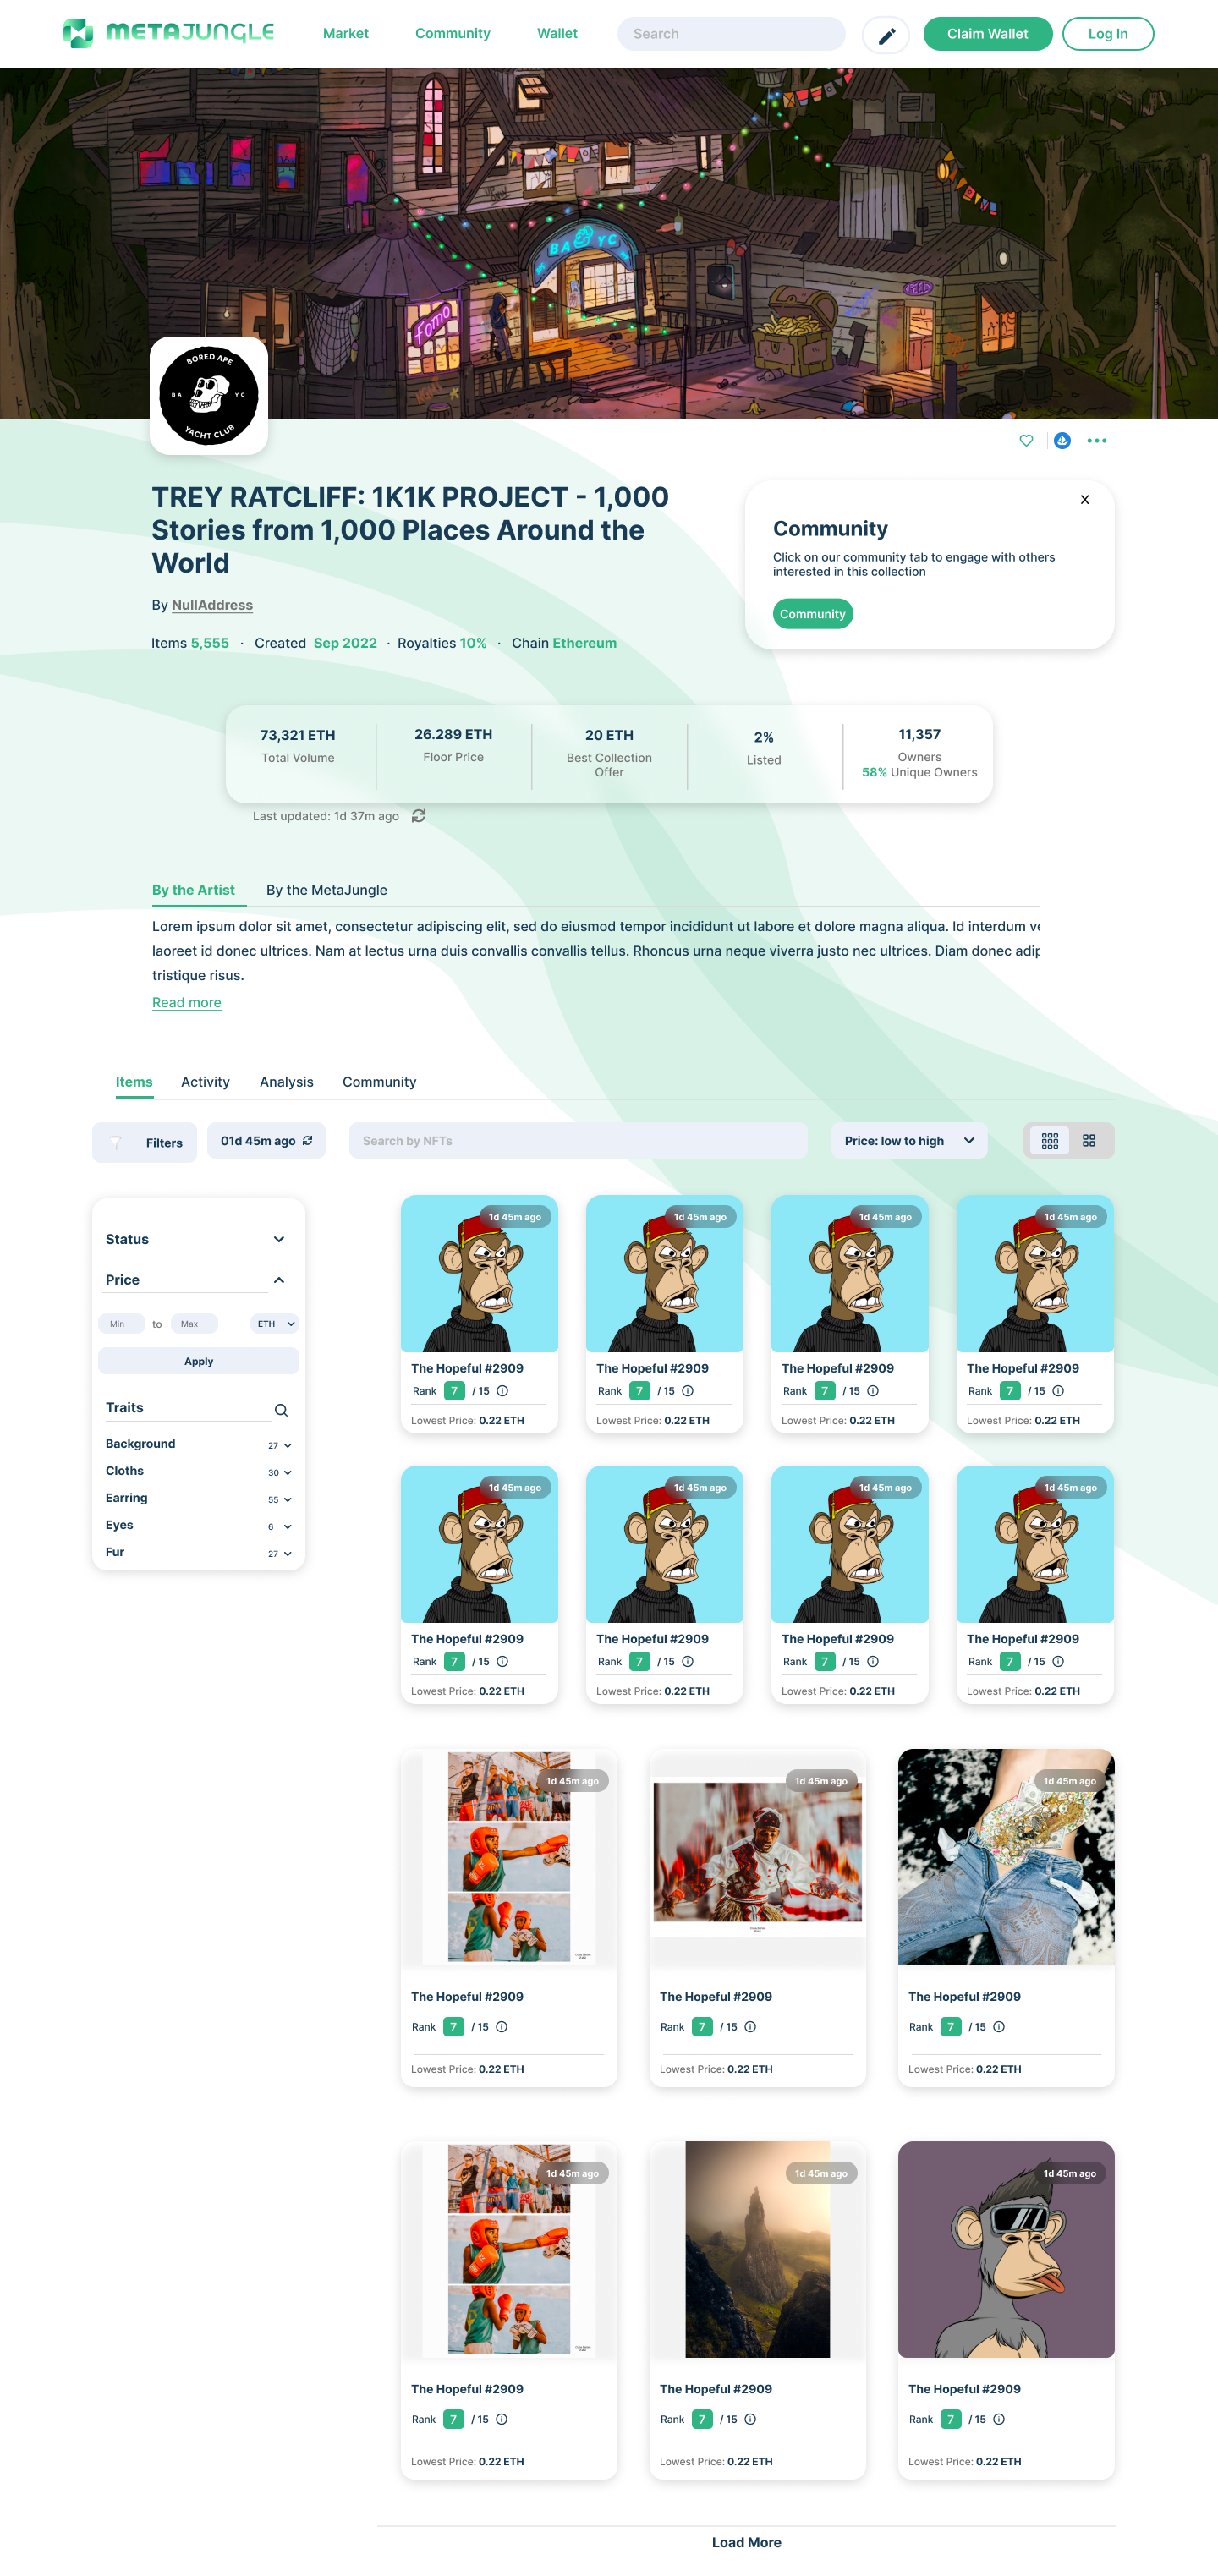 METAJUNGLE
Market
Community
Wallet
Search
Claim Wallet
Log In
BA YC
Fomo
BORED APE
BA YC
YACHT CLUB
TREY RATCLIFF: 1K1K PROJECT - 1,000
Stories from 1,000 Places Around the
World
By NullAddress
Items 5,555 · Created Sep 2022 · Royalties 10% · Chain Ethereum
X
Community
Click on our community tab to engage with others
interested in this collection
Community
73,321 ETH
Total Volume
26.289 ETH
Floor Price
20 ETH
Best Collection
Offer
2%
Listed
11,357
Owners
58% Unique Owners
Last updated: 1d 37m ago
By the Artist
By the MetaJungle
Lorem ipsum dolor sit amet, consectetur adipiscing elit, sed do eiusmod tempor incididunt ut labore et dolore magna aliqua. Id interdum ve
laoreet id donec ultrices. Nam at lectus urna duis convallis convallis tellus. Rhoncus urna neque viverra justo nec ultrices. Diam donec adip
tristique risus.
Read more
Items
Activity
Analysis
Community
Filters
01d 45m ago
Search by NFTs
Price: low to high
Status
Price
Min
to
Max
ETH
Apply
Traits
Background 27
Cloths 30
Earring 55
Eyes 6
Fur 27
1d 45m ago
The Hopeful #2909
Rank 7 / 15
Lowest Price: 0.22 ETH
1d 45m ago
The Hopeful #2909
Rank 7 / 15
Lowest Price: 0.22 ETH
1d 45m ago
The Hopeful #2909
Rank 7 / 15
Lowest Price: 0.22 ETH
1d 45m ago
The Hopeful #2909
Rank 7 / 15
Lowest Price: 0.22 ETH
1d 45m ago
The Hopeful #2909
Rank 7 / 15
Lowest Price: 0.22 ETH
1d 45m ago
The Hopeful #2909
Rank 7 / 15
Lowest Price: 0.22 ETH
1d 45m ago
The Hopeful #2909
Rank 7 / 15
Lowest Price: 0.22 ETH
1d 45m ago
The Hopeful #2909
Rank 7 / 15
Lowest Price: 0.22 ETH
1d 45m ago
The Hopeful #2909
Rank 7 / 15
Lowest Price: 0.22 ETH
1d 45m ago
The Hopeful #2909
Rank 7 / 15
Lowest Price: 0.22 ETH
1d 45m ago
The Hopeful #2909
Rank 7 / 15
Lowest Price: 0.22 ETH
1d 45m ago
The Hopeful #2909
Rank 7 / 15
Lowest Price: 0.22 ETH
1d 45m ago
The Hopeful #2909
Rank 7 / 15
Lowest Price: 0.22 ETH
1d 45m ago
The Hopeful #2909
Rank 7 / 15
Lowest Price: 0.22 ETH
Load More